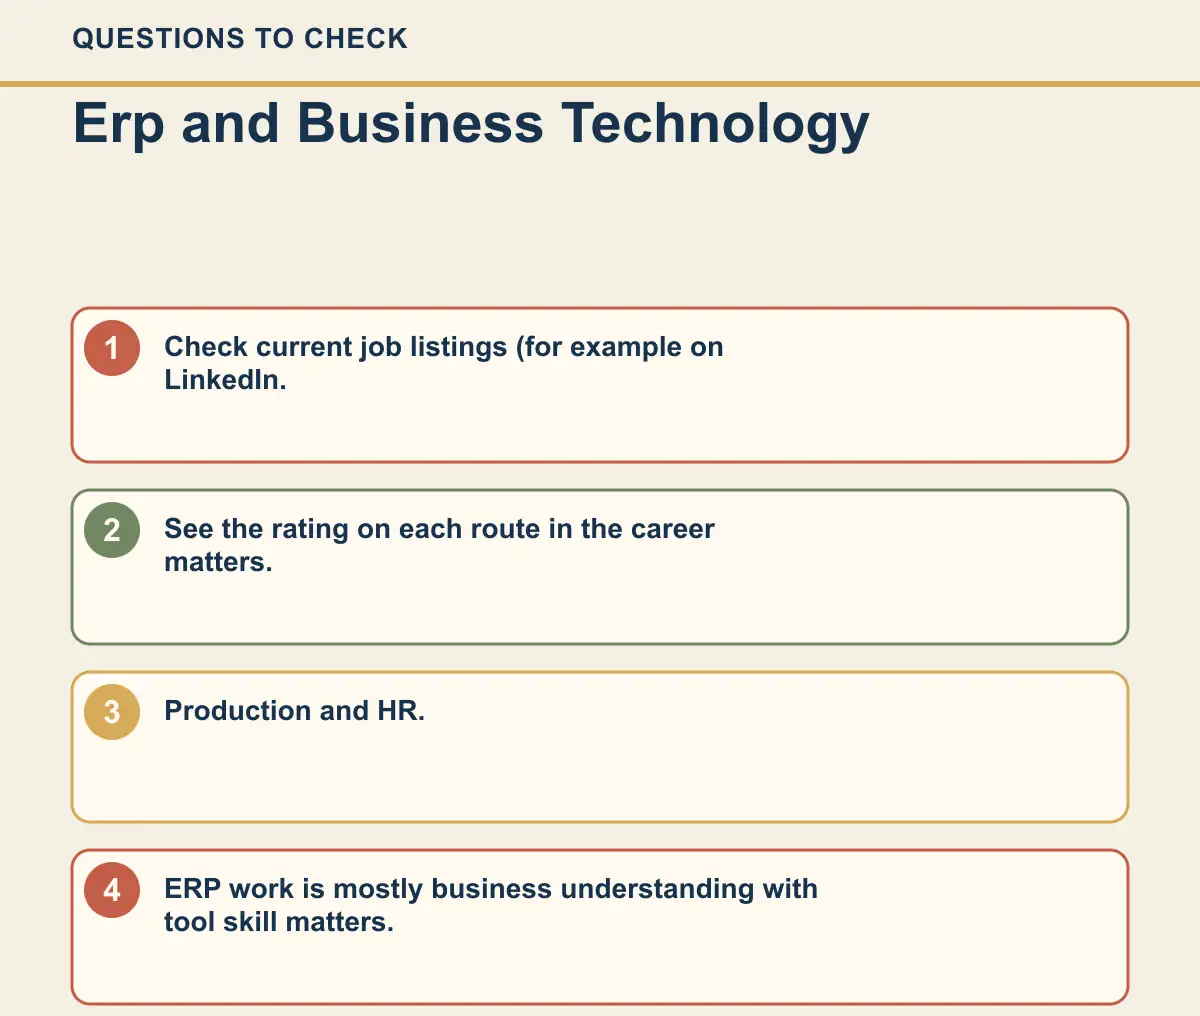 QUESTIONS TO CHECK
Erp and Business Technology
1
Check current job listings (for example on
LinkedIn.
2
See the rating on each route in the career
matters.
3
Production and HR.
4
ERP work is mostly business understanding with
tool skill matters.